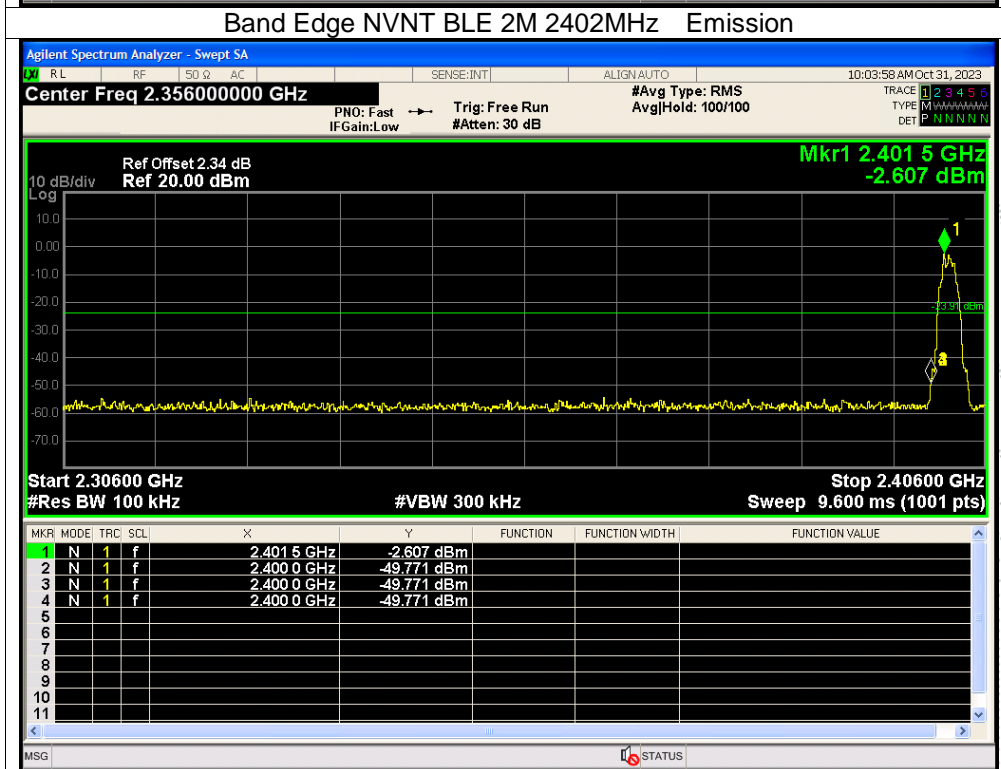 Band Edge NVNT BLE 2M 2402MHz Emission
Agilent Spectrum Analyzer - Swept SA
LXI RL RF 50 Ω AC SENSE:INT ALIGN AUTO 10:03:58 AM Oct 31, 2023
Center Freq 2.356000000 GHz
PNO: Fast
IFGain:Low
Trig: Free Run
#Atten: 30 dB
#Avg Type: RMS
Avg|Hold: 100/100
TRACE 1 2 3 4 5 6
TYPE M WWWWW
DET P N N N N N
Ref Offset 2.34 dB
10 dB/div Ref 20.00 dBm
Log
Mkr1 2.401 5 GHz
-2.607 dBm
10.0
0.00
-10.0
-20.0
-30.0
-40.0
-50.0
-60.0
-70.0
1
-23.91 dBm
Start 2.30600 GHz Stop 2.40600 GHz
#Res BW 100 kHz #VBW 300 kHz Sweep 9.600 ms (1001 pts)
MKR MODE TRC SCL X Y FUNCTION FUNCTION WIDTH FUNCTION VALUE
1 N 1 f 2.401 5 GHz -2.607 dBm
2 N 1 f 2.400 0 GHz -49.771 dBm
3 N 1 f 2.400 0 GHz -49.771 dBm
4 N 1 f 2.400 0 GHz -49.771 dBm
5
6
7
8
9
10
11
MSG STATUS